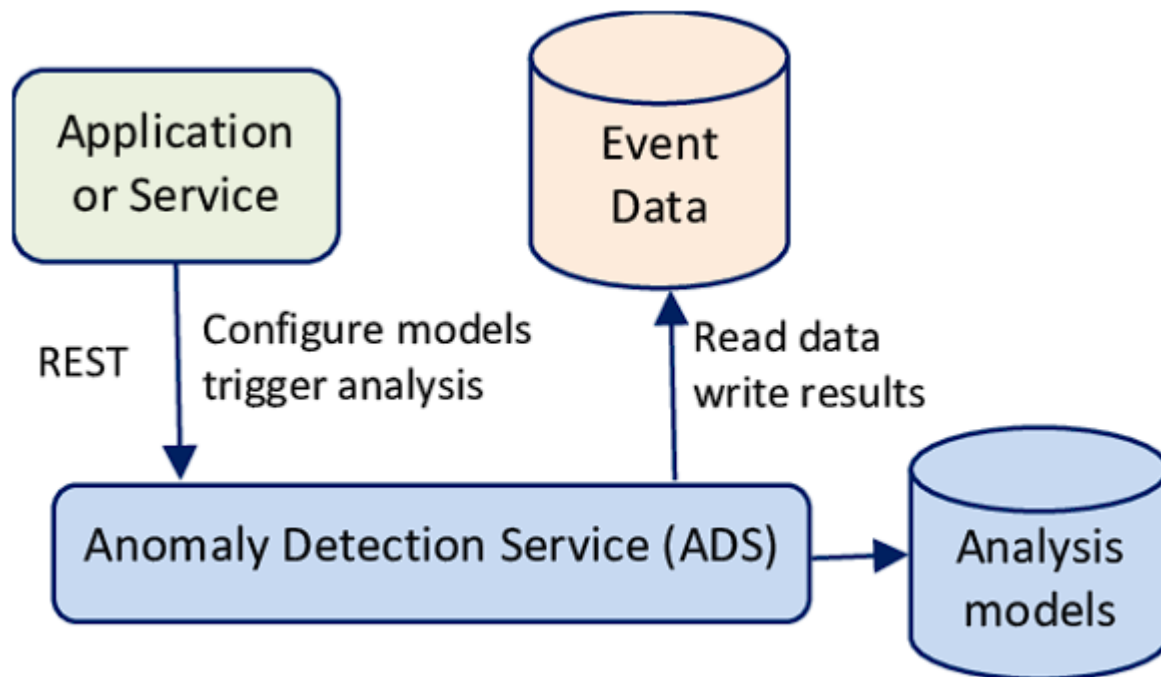 Application
or Service
Event
Data
REST
Configure models
trigger analysis
Read data
write results
Anomaly Detection Service (ADS)
Analysis
models